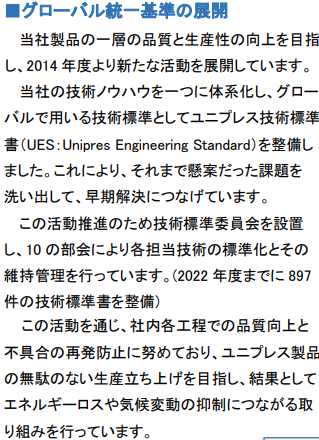 ■グローバル統一基準の展開
当社製品の一層の品質と生産性の向上を目指
し、2014 年度より新たな活動を展開しています。
当社の技術ノウハウを一つに体系化し、グロー
バルで用いる技術標準としてユニプレス技術標準
書（UES：Unipres Engineering Standard）を整備し
ました。これにより、それまで懸案だった課題を
洗い出して、早期解決につなげています。
この活動推進のため技術標準委員会を設置
し、10 の部会により各担当技術の標準化とその
維持管理を行っています。（2022 年度までに 897
件の技術標準書を整備）
この活動を通じ、社内各工程での品質向上と
不具合の再発防止に努めており、ユニプレス製品
の無駄のない生産立ち上げを目指し、結果として
エネルギーロスや気候変動の抑制につながる取
り組みを行っています。